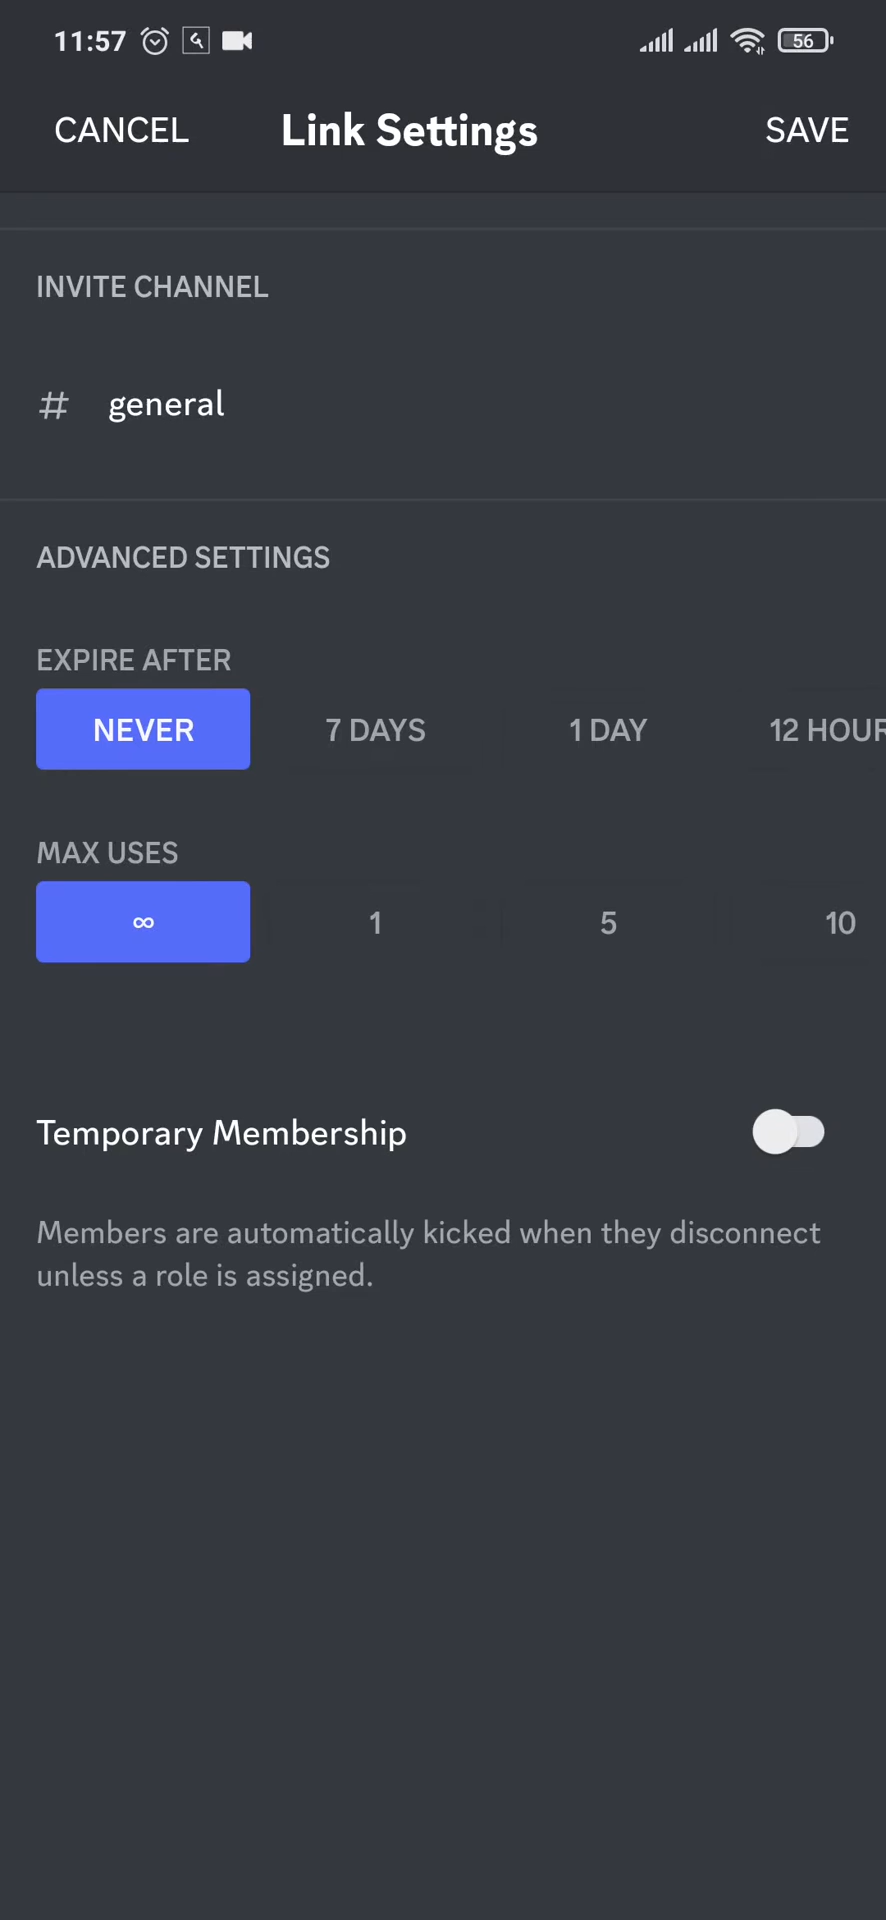 11:57 56
CANCEL Link Settings SAVE
INVITE CHANNEL
# general
ADVANCED SETTINGS
EXPIRE AFTER
NEVER 7 DAYS 1 DAY 12 HOUR
MAX USES
∞ 1 5 10
Temporary Membership
Members are automatically kicked when they disconnect
unless a role is assigned.